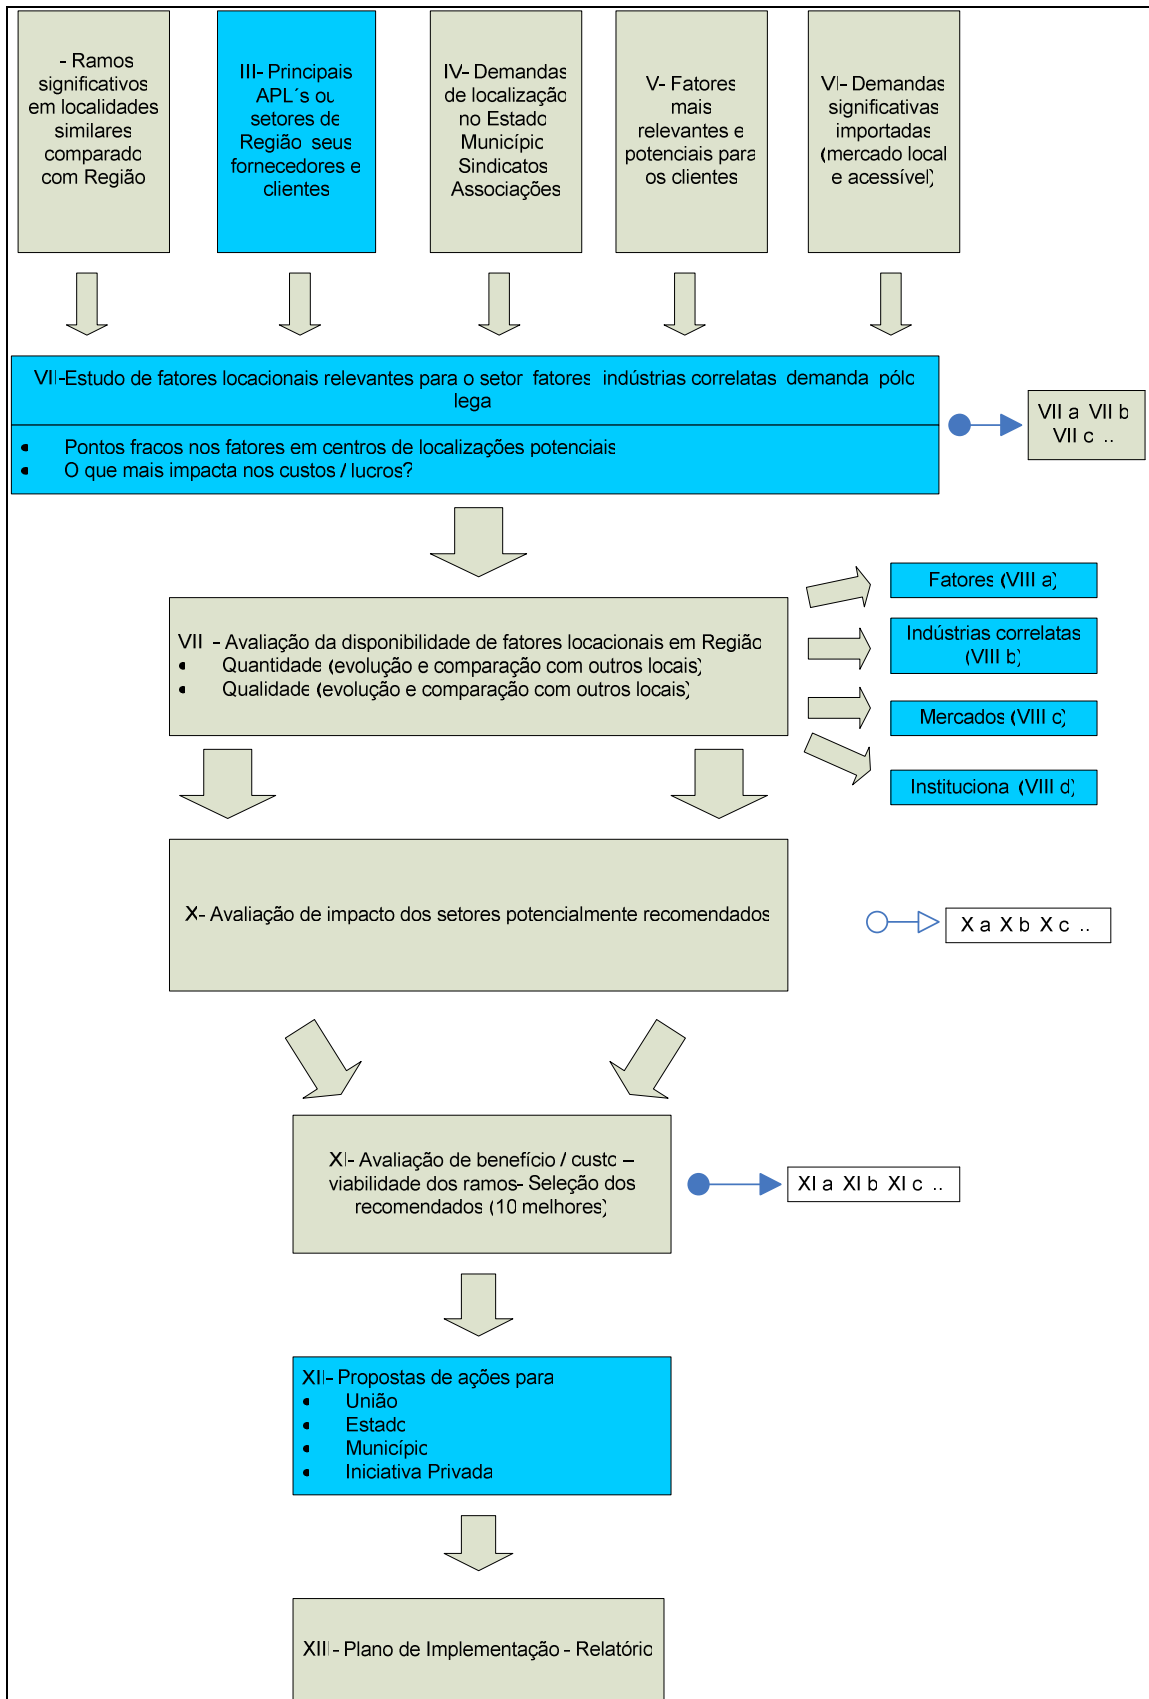 - Ramos
significativos
em localidades
similares
comparado
com Região
III- Principais
APL´s ou
setores de
Região seus
fornecedores e
clientes
IV- Demandas
de localização
no Estado
Município
Sindicatos
Associações
V- Fatores
mais
relevantes e
potenciais para
os clientes
VI- Demandas
significativas
importadas
(mercado local
e acessível)
VII-Estudo de fatores locacionais relevantes para o setor fatores indústrias correlatas demanda pólo
lega
• Pontos fracos nos fatores em centros de localizações potenciais
• O que mais impacta nos custos / lucros?
VII a VII b
VII c ..
VII - Avaliação da disponibilidade de fatores locacionais em Região
• Quantidade (evolução e comparação com outros locais)
• Qualidade (evolução e comparação com outros locais)
Fatores (VIII a)
Indústrias correlatas
(VIII b)
Mercados (VIII c)
Instituciona (VIII d)
X- Avaliação de impacto dos setores potencialmente recomendados
X a X b X c ..
XI- Avaliação de benefício / custo –
viabilidade dos ramos- Seleção dos
recomendados (10 melhores)
XI a XI b XI c ..
XII- Propostas de ações para
• União
• Estado
• Município
• Iniciativa Privada
XIII- Plano de Implementação - Relatório